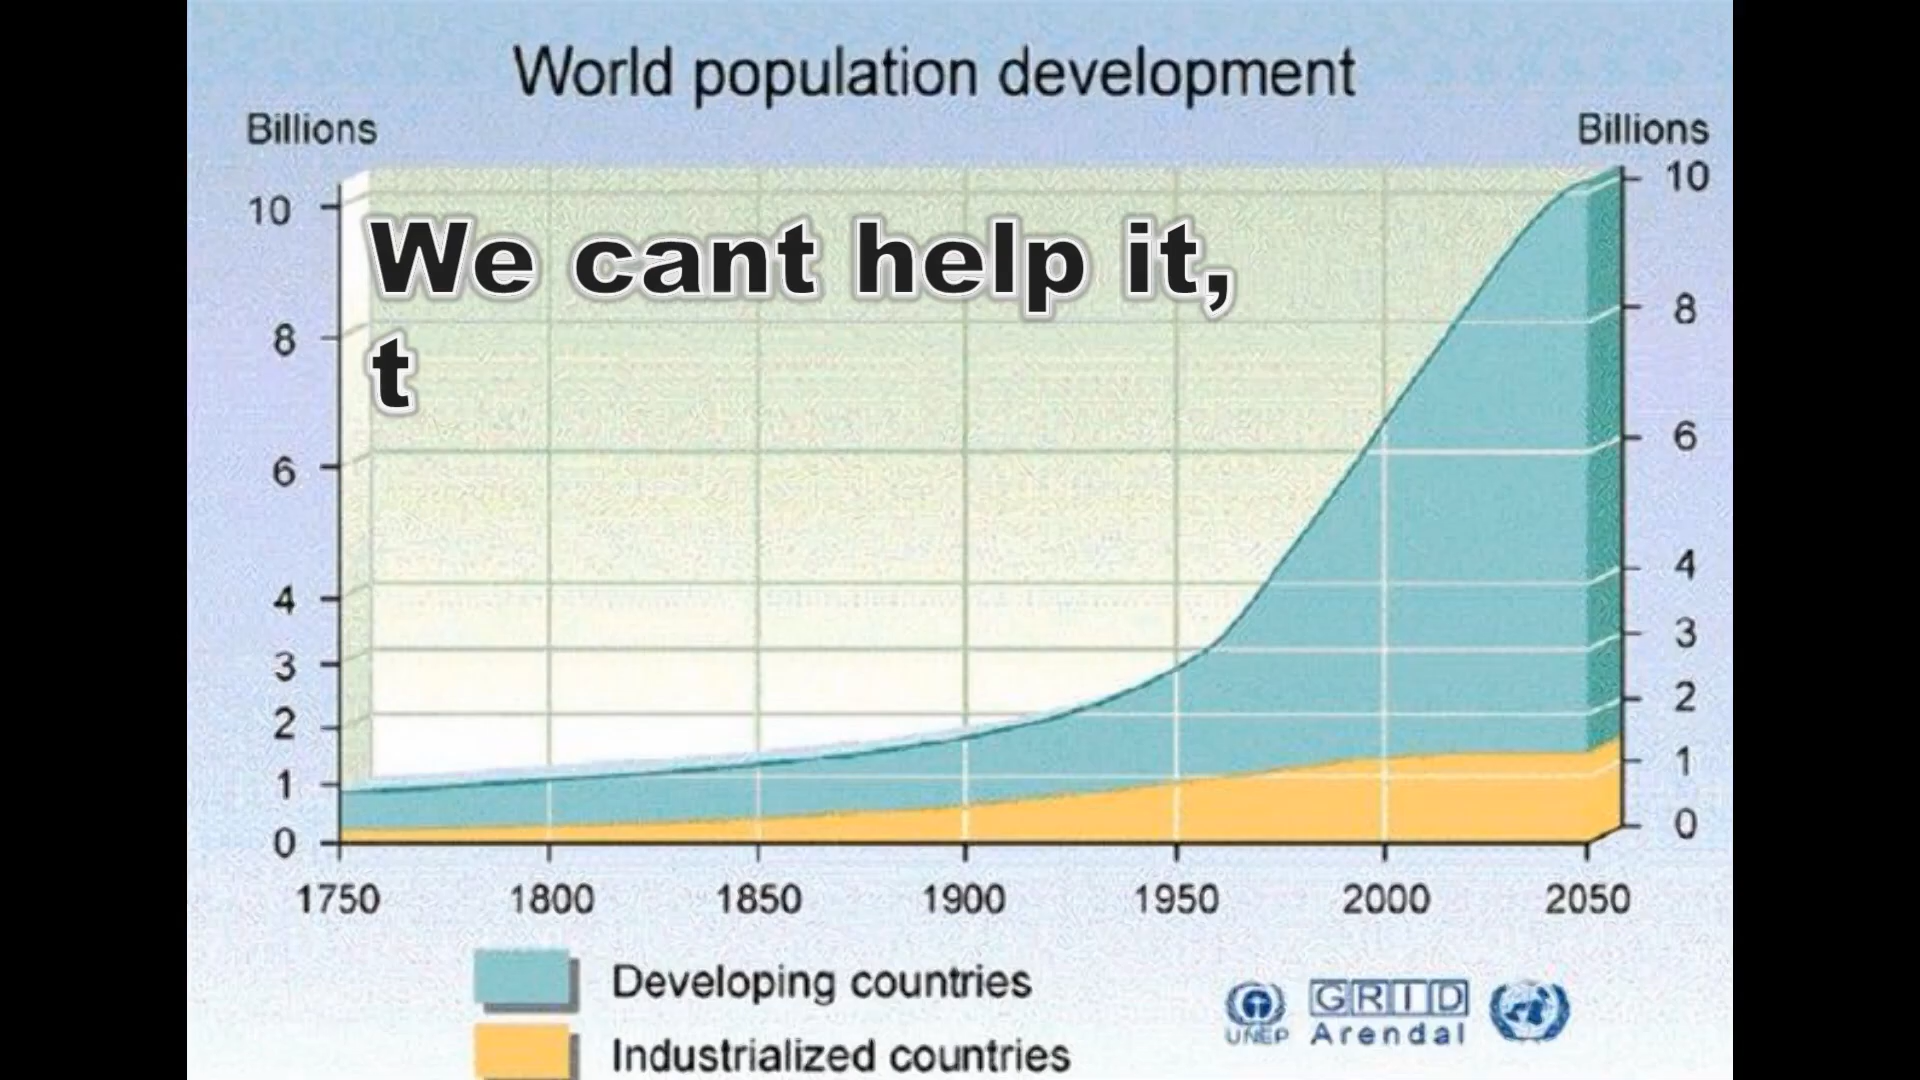 World population development
Billions
Billions
10
8
6
4
3
2
1
0
We cant help it,
t
10
8
6
4
3
2
1
0
1750 1800 1850 1900 1950 2000 2050
Developing countries
Industrialized countries
UNEP
GRID
Arendal